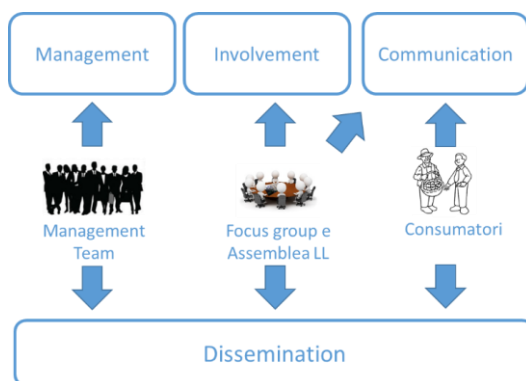 Management
Involvement
Communication
Management
Team
Focus group e
Assemblea LL
Consumatori
Dissemination